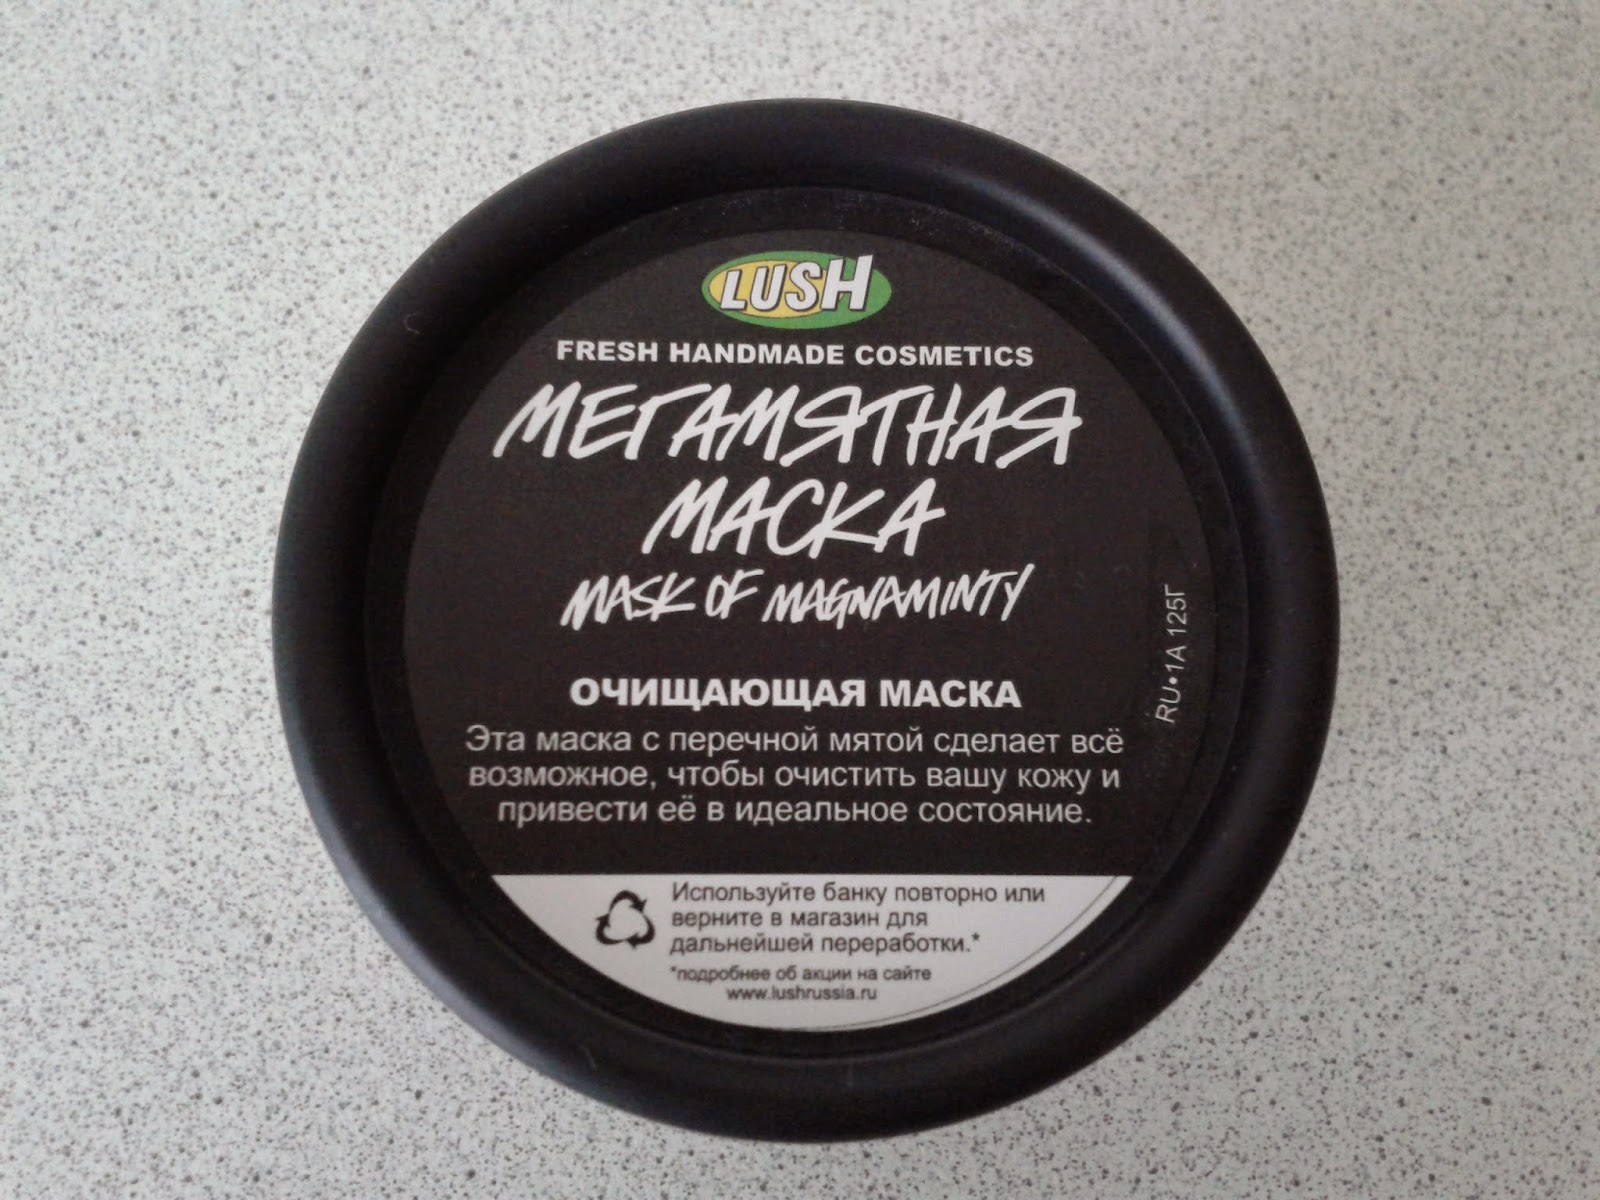 LUSH
FRESH HANDMADE COSMETICS
МЕГАМЯТНАЯ
МАСКА
MASK OF MAGNAMINTY
ОЧИЩАЮЩАЯ МАСКА
Эта маска с перечной мятой сделает всё
возможное, чтобы очистить вашу кожу и
привести её в идеальное состояние.
RU•1A 125Г
Используйте банку повторно или
верните в магазин для
дальнейшей переработки.*
*подробнее об акции на сайте
www.lushrussia.ru